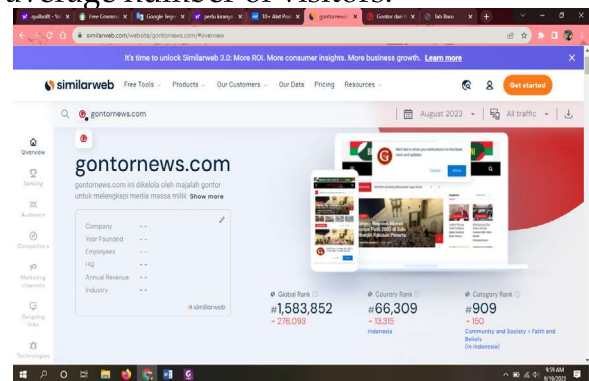 average number of visitors.
It's time to unlock Similarweb 3.0: More ROI. More consumer insights. More business growth. Learn more
similarweb Free Tools Products Our Customers Our Data Pricing Resources Get started
gontornews.com August 2023 All traffic
Overview
Ranking
Audience
Competitors
Marketing channels
Outgoing links
Technologies
gontornews.com
gontornews.com ini dikelola oleh majalah gontor
untuk melengkapi media massa milik Show more
Company --
Year Founded --
Employees --
HQ --
Annual Revenue --
Industry --
similarweb
Global Rank
#1,583,852
276,093
Country Rank
#66,309
13,315
Indonesia
Category Rank
#909
150
Community and Society > Faith and
Beliefs
(In Indonesia)
9:59 AM
9/19/2023